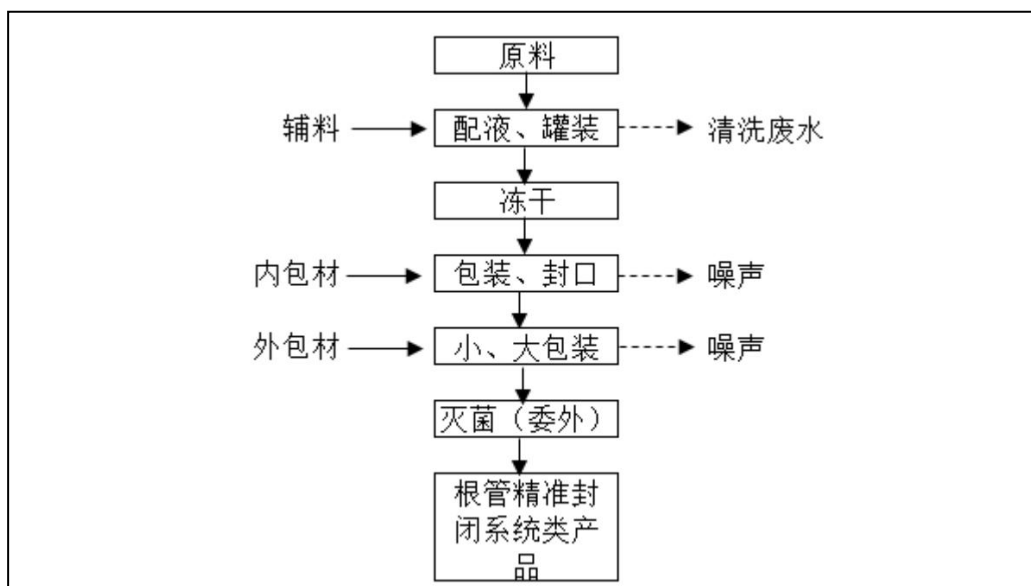 原料
辅料
配液、罐装
清洗废水
冻干
内包材
包装、封口
噪声
外包材
小、大包装
噪声
灭菌（委外）
根管精准封
闭系统类产
品